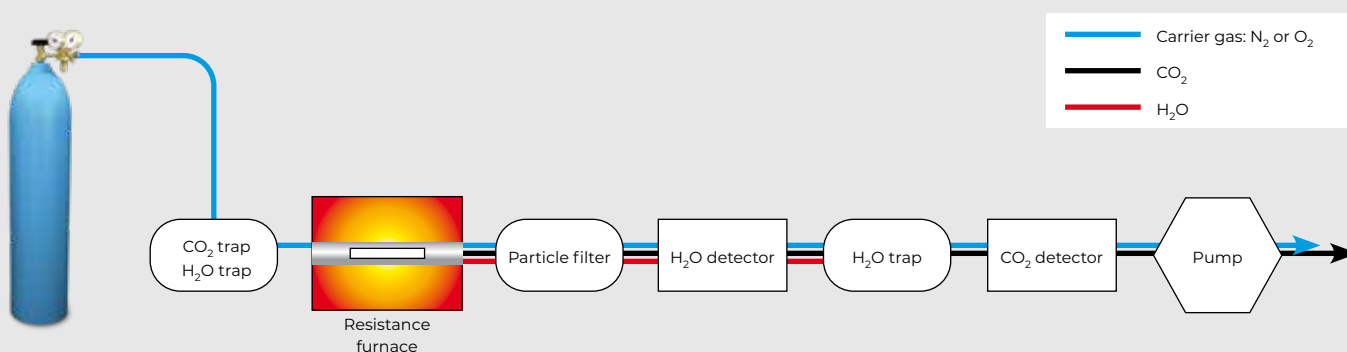 Carrier gas: N₂ or O₂
CO₂
H₂O
CO₂ trap
H₂O trap
Resistance
furnace
Particle filter
H₂O detector
H₂O trap
CO₂ detector
Pump